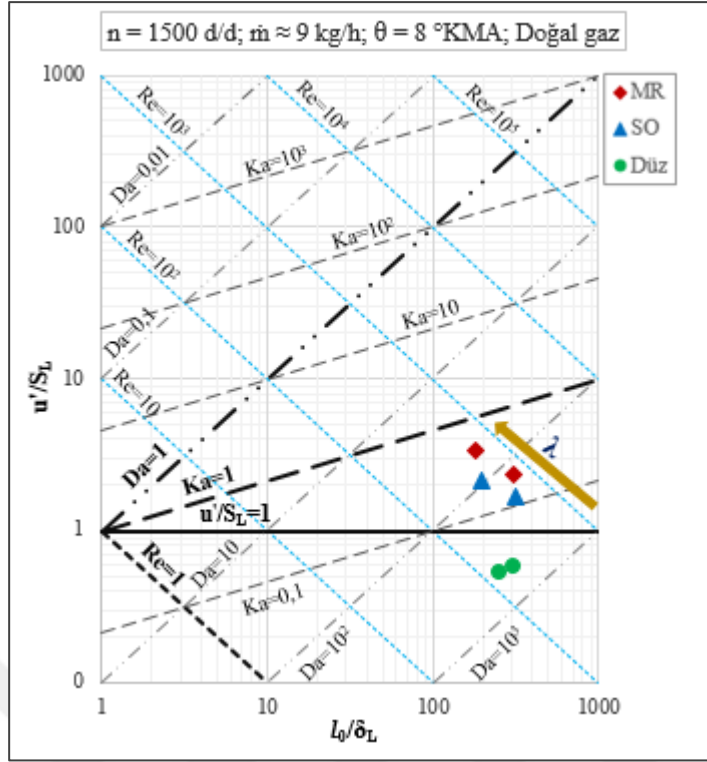 n = 1500 d/d; ṁ ≈ 9 kg/h; θ = 8 °KMA; Doğal gaz
1000
100
10
1
0
u'/S_L
1
10
100
1000
l₀/δ_L
MR
SO
Düz
Re=10³
Re=10⁴
Re=10⁵
Da=0,01
Ka=10³
Re=10²
Ka=10²
Da=0,1
Ka=10
Re=10
Da=1
Ka=1
λ
u'/S_L=1
Re=1
Da=10
Ka=0,1
Da=10²
Da=10³